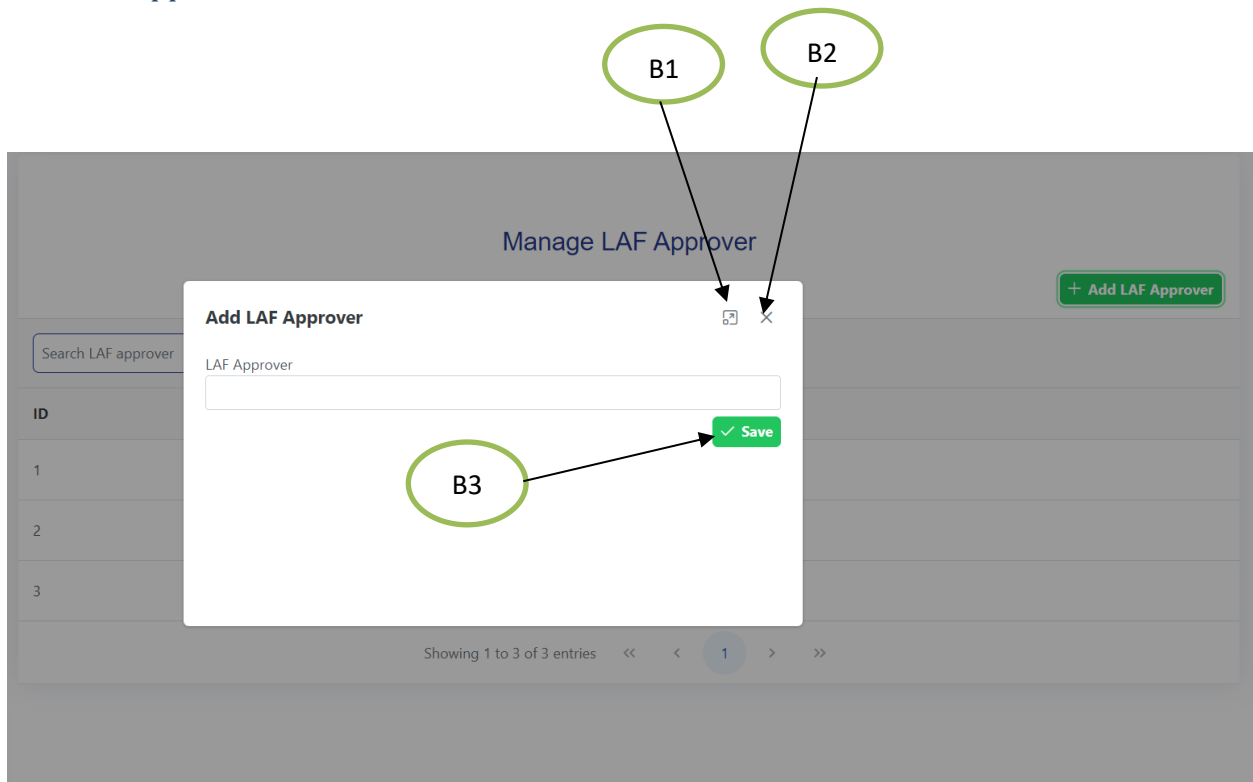 B1
B2
Manage LAF Approver
+ Add LAF Approver
Add LAF Approver
Search LAF approver
LAF Approver
ID
Save
1
B3
2
3
Showing 1 to 3 of 3 entries << < 1 > >>